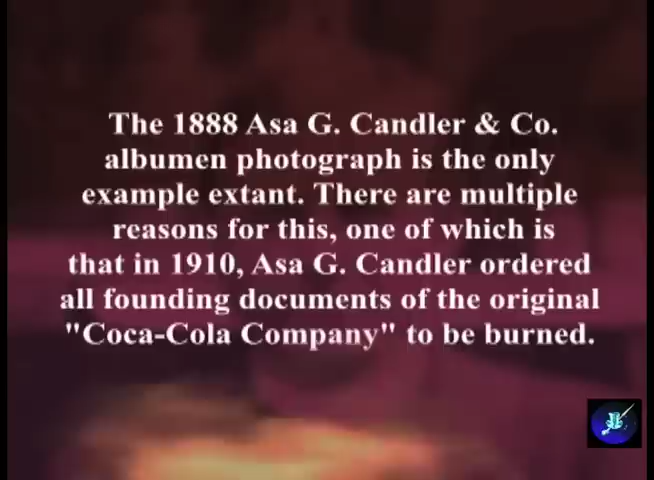 The 1888 Asa G. Candler & Co.
albumen photograph is the only
example extant. There are multiple
reasons for this, one of which is
that in 1910, Asa G. Candler ordered
all founding documents of the original
"Coca-Cola Company" to be burned.